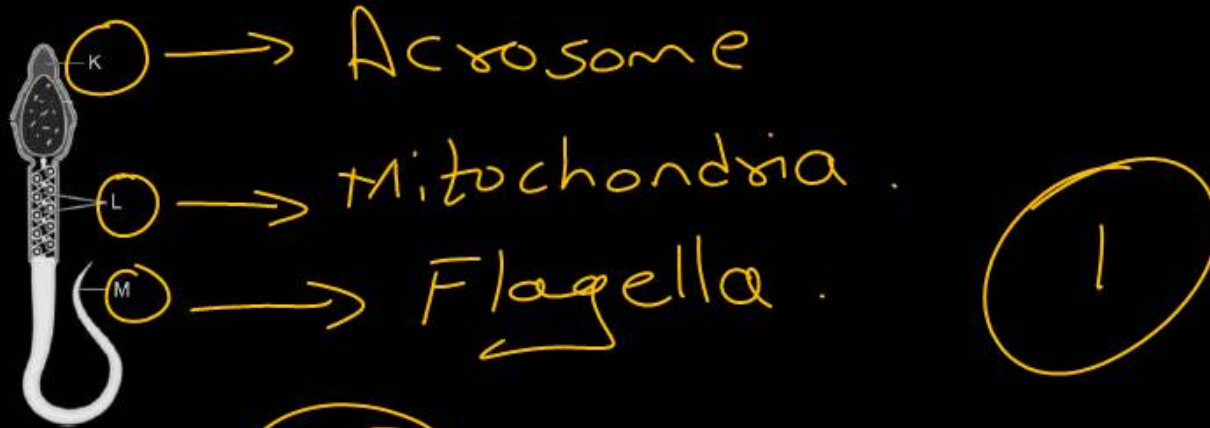 K → Acrosome
L → Mitochondria .
M → Flagella .
1